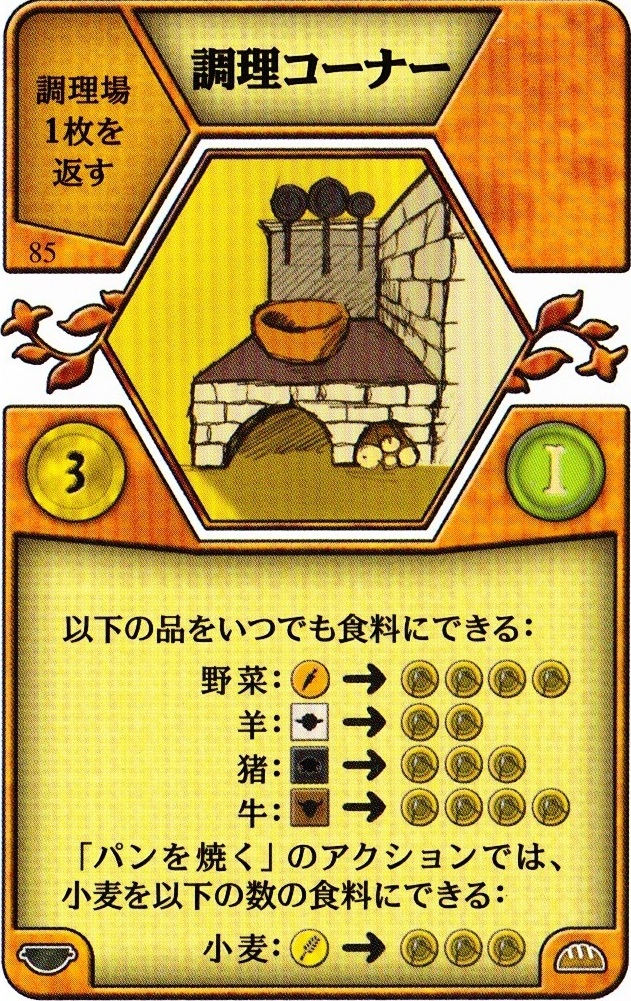 調理コーナー
調理場
1枚を
返す
85
3
1
以下の品をいつでも食料にできる:
野菜:
羊:
猪:
牛:
「パンを焼く」のアクションでは、
小麦を以下の数の食料にできる:
小麦: